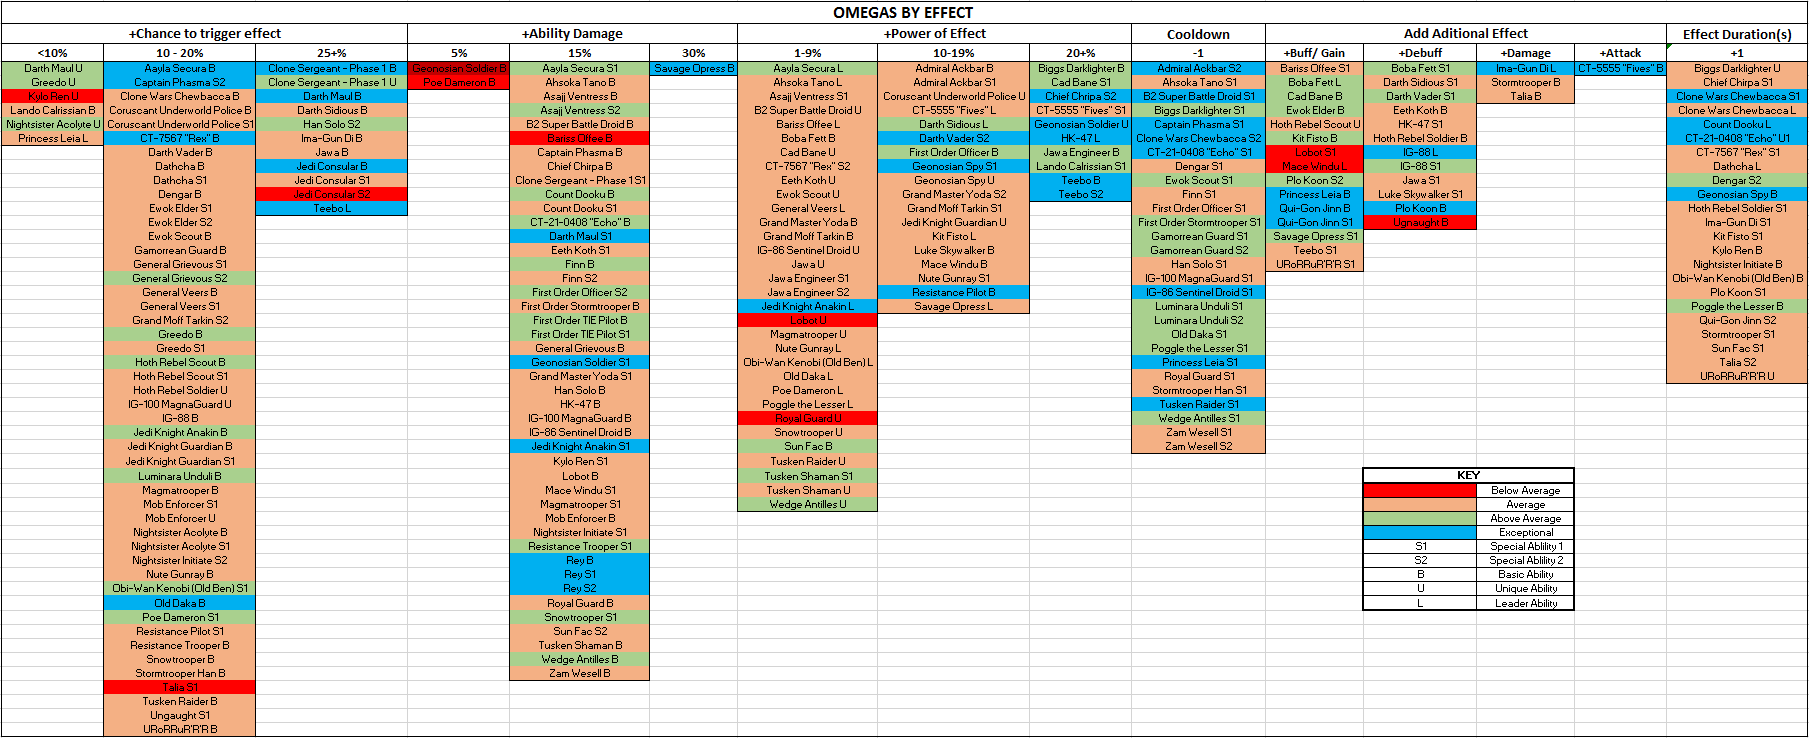 OMEGAS BY EFFECT
+Chance to trigger effect
+Ability Damage
+Power of Effect
Cooldown
Add Aditional Effect
Effect Duration(s)
<10%
10 - 20%
25+%
5%
15%
30%
1-9%
10-19%
20+%
-1
+Buff/ Gain
+Debuff
+Damage
+Attack
+1
Darth Maul U
Greedo U
Kylo Ren U
Lando Calrissian B
Nightsister Acolyte U
Princess Leia L
Aayla Secura B
Captain Phasma S2
Clone Wars Chewbacca B
Coruscant Underworld Police B
Coruscant Underworld Police S1
CT-7567 "Rex" B
Darth Vader B
Dathcha B
Dathcha S1
Dengar B
Ewok Elder S1
Ewok Elder S2
Ewok Scout B
Gamorrean Guard B
General Grievous S1
General Grievous S2
General Veers B
General Veers S1
Grand Moff Tarkin S2
Greedo B
Greedo S1
Hoth Rebel Scout B
Hoth Rebel Scout S1
Hoth Rebel Soldier U
IG-100 MagnaGuard U
IG-88 B
Jedi Knight Anakin B
Jedi Knight Guardian B
Jedi Knight Guardian S1
Luminara Unduli B
Magmatrooper B
Mob Enforcer S1
Mob Enforcer U
Nightsister Acolyte B
Nightsister Acolyte S1
Nightsister Initiate S2
Nute Gunray B
Obi-Wan Kenobi (Old Ben) S1
Old Daka B
Poe Dameron S1
Resistance Pilot S1
Resistance Trooper B
Snowtrooper B
Stormtrooper Han B
Talia S1
Tusken Raider B
Ungaught S1
URoRRuR'R'R B
Clone Sergeant - Phase 1 B
Clone Sergeant - Phase 1 U
Darth Maul B
Darth Sidious B
Han Solo S2
Ima-Gun Di B
Jawa B
Jedi Consular B
Jedi Consular S1
Jedi Consular S2
Teebo L
Geonosian Soldier B
Poe Dameron B
Aayla Secura S1
Ahsoka Tano B
Asajj Ventress B
Asajj Ventress S2
B2 Super Battle Droid B
Bariss Offee B
Captain Phasma B
Chief Chirpa B
Clone Sergeant - Phase 1 S1
Count Dooku B
Count Dooku S1
CT-21-0408 "Echo" B
Darth Maul S1
Eeth Koth S1
Finn B
Finn S2
First Order Officer S2
First Order Stormtrooper B
First Order TIE Pilot B
First Order TIE Pilot S1
General Grievous B
Geonosian Soldier S1
Grand Master Yoda S1
Han Solo B
HK-47 B
IG-100 MagnaGuard B
IG-86 Sentinel Droid B
Jedi Knight Anakin S1
Kylo Ren S1
Lobot B
Mace Windu S1
Magmatrooper S1
Mob Enforcer B
Nightsister Initiate S1
Resistance Trooper S1
Rey B
Rey S1
Rey S2
Royal Guard B
Snowtrooper S1
Sun Fac S2
Tusken Shaman B
Wedge Antilles B
Zam Wesell B
Savage Opress B
Aayla Secura L
Ahsoka Tano B
Asajj Ventress S1
B2 Super Battle Droid U
Bariss Offee L
Boba Fett B
Cad Bane U
CT-7567 "Rex" S2
Eeth Koth U
Ewok Scout U
General Veers L
Grand Master Yoda B
Grand Moff Tarkin B
IG-86 Sentinel Droid U
Jawa U
Jawa Engineer S1
Jawa Engineer S2
Jedi Knight Anakin L
Lobot U
Magmatrooper U
Nute Gunray L
Obi-Wan Kenobi (Old Ben) L
Old Daka L
Poe Dameron L
Poggle the Lesser L
Royal Guard U
Snowtrooper U
Sun Fac B
Tusken Raider U
Tusken Shaman S1
Tusken Shaman U
Wedge Antilles U
Admiral Ackbar B
Admiral Ackbar S1
Coruscant Underworld Police U
CT-5555 "Fives" L
Darth Sidious L
Darth Vader S2
First Order Officer B
Geonosian Spy S1
Geonosian Spy U
Grand Master Yoda S2
Grand Moff Tarkin S1
Jedi Knight Guardian U
Kit Fisto L
Luke Skywalker B
Mace Windu B
Nute Gunray S1
Resistance Pilot B
Savage Opress L
Biggs Darklighter B
Cad Bane S1
Chief Chripa S2
CT-5555 "Fives" S1
Geonosian Soldier U
HK-47 L
Jawa Engineer B
Lando Calrissian S1
Teebo B
Teebo S2
Admiral Ackbar S2
Ahsoka Tano S1
B2 Super Battle Droid S1
Biggs Darklighter S1
Captain Phasma S1
Clone Wars Chewbacca S2
CT-21-0408 "Echo" S1
Dengar S1
Ewok Scout S1
Finn S1
First Order Officer S1
First Order Stormtrooper S1
Gamorrean Guard S1
Gamorrean Guard S2
Han Solo S1
IG-100 MagnaGuard S1
IG-86 Sentinel Droid S1
Luminara Unduli S1
Luminara Unduli S2
Old Daka S1
Poggle the Lesser S1
Princess Leia S1
Royal Guard S1
Stormtrooper Han S1
Tusken Raider S1
Wedge Antilles S1
Zam Wesell S1
Zam Wesell S2
Bariss Offee S1
Boba Fett L
Cad Bane B
Ewok Elder B
Hoth Rebel Scout U
Kit Fisto B
Lobot S1
Mace Windu L
Plo Koon S2
Princess Leia B
Qui-Gon Jinn B
Qui-Gon Jinn S1
Savage Opress S1
Teebo S1
URoRRuR'R'R S1
Boba Fett S1
Darth Sidious S1
Darth Vader S1
Eeth Koth B
HK-47 S1
Hoth Rebel Soldier B
IG-88 L
IG-88 S1
Jawa S1
Luke Skywalker S1
Plo Koon B
Ugnaught B
Ima-Gun Di L
Stormtrooper B
Talia B
CT-5555 "Fives" B
Biggs Darklighter U
Chief Chirpa S1
Clone Wars Chewbacca S1
Clone Wars Chewbacca L
Count Dooku L
CT-21-0408 "Echo" U1
CT-7567 "Rex" S1
Dathcha L
Dengar S2
Geonosian Spy B
Hoth Rebel Soldier S1
Ima-Gun Di S1
Kit Fisto S1
Kylo Ren B
Nightsister Initiate B
Obi-Wan Kenobi (Old Ben) B
Plo Koon S1
Poggle the Lesser B
Qui-Gon Jinn S2
Stormtrooper S1
Sun Fac S1
Talia S2
URoRRuR'R'R U
KEY
Below Average
Average
Above Average
Exceptional
S1 Special Ablility 1
S2 Special Ablility 2
B Basic Ability
U Unique Ability
L Leader Ability